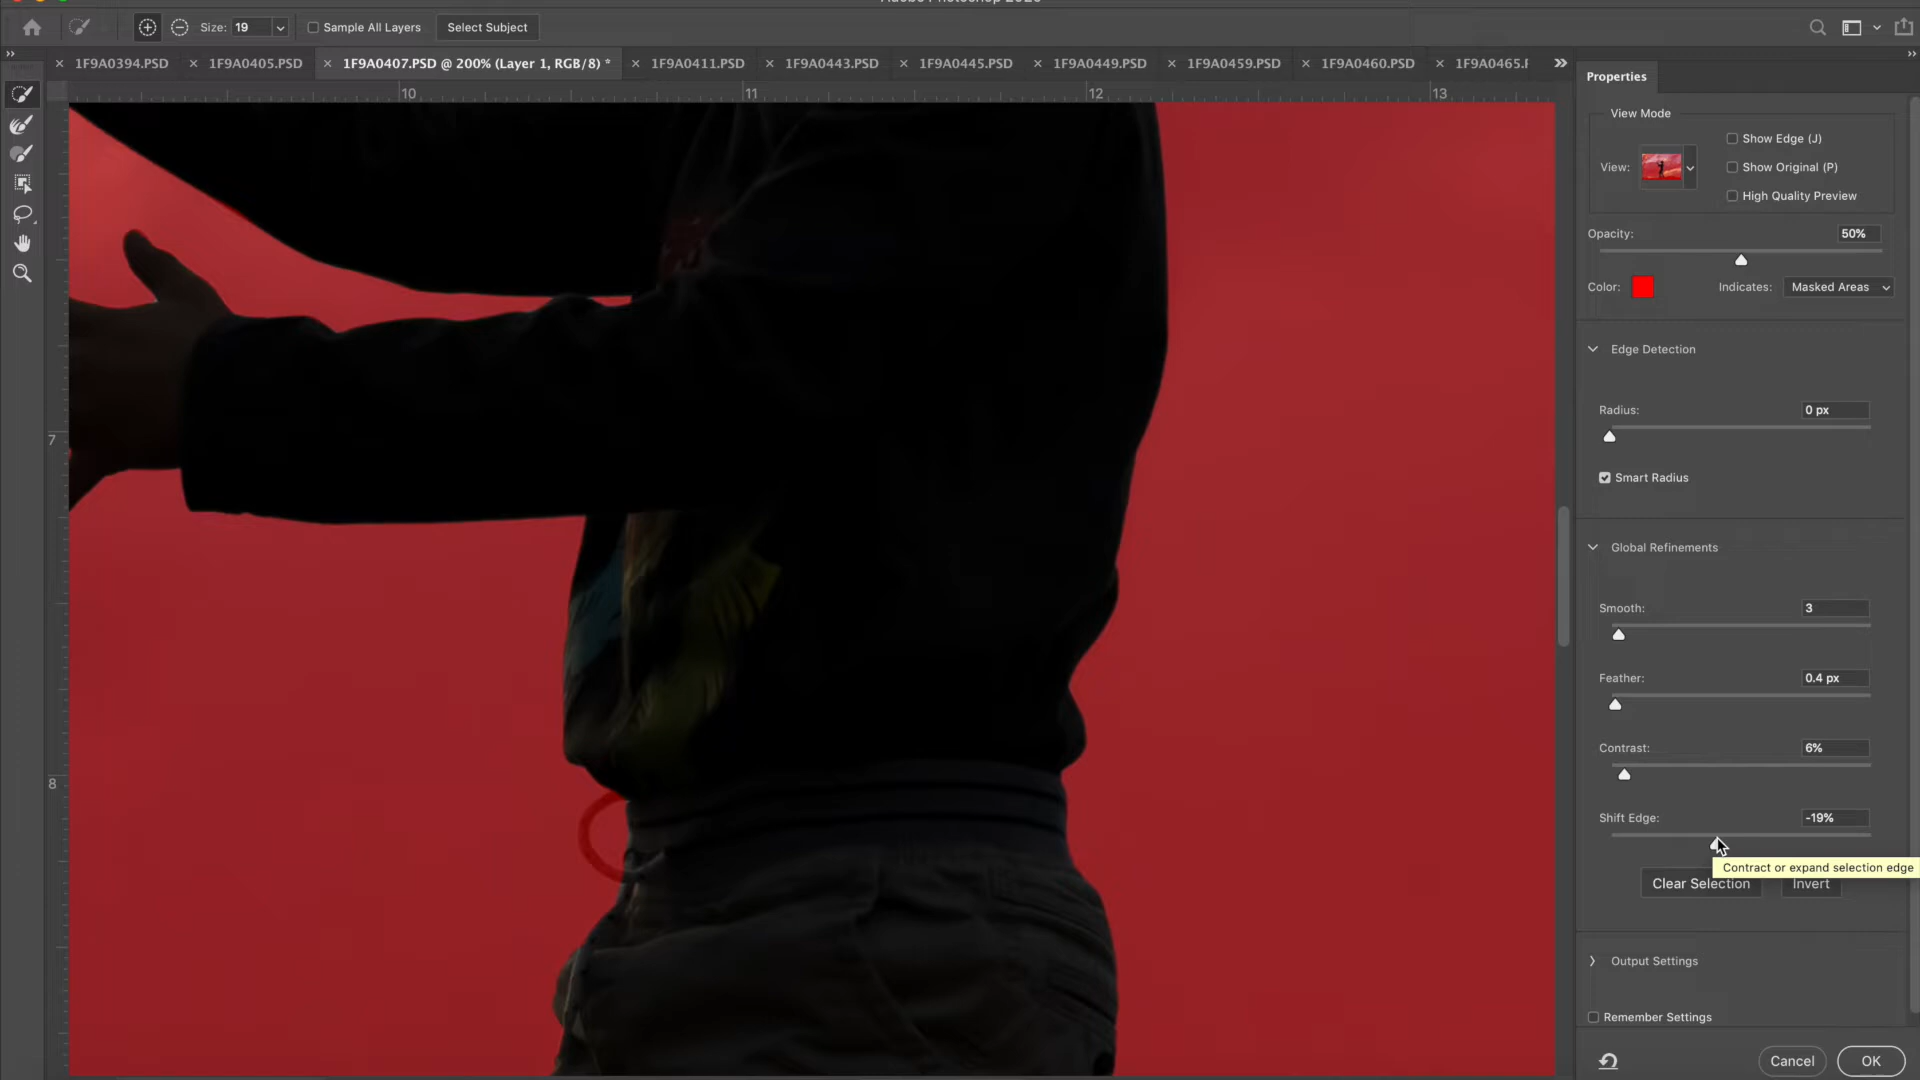 Size: 19 Sample All Layers Select Subject
1F9A0394.PSD 1F9A0405.PSD 1F9A0407.PSD @ 200% (Layer 1, RGB/8) * 1F9A0411.PSD 1F9A0443.PSD 1F9A0445.PSD 1F9A0449.PSD 1F9A0459.PSD 1F9A0460.PSD 1F9A0465.
10 11 12 13
7
8
Properties
View Mode
Show Edge (J)
View:
Show Original (P)
High Quality Preview
Opacity: 50%
Color: Indicates: Masked Areas
Edge Detection
Radius: 0 px
Smart Radius
Global Refinements
Smooth: 3
Feather: 0.4 px
Contrast: 6%
Shift Edge: -19%
Contract or expand selection edge
Clear Selection Invert
Output Settings
Remember Settings
Cancel OK